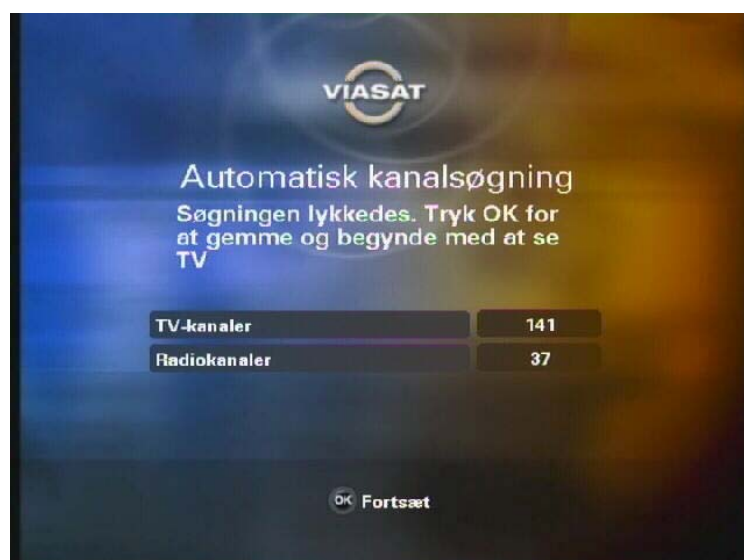 VIASAT
Automatisk kanalsøgning
Søgningen lykkedes. Tryk OK for
at gemme og begynde med at se
TV
TV-kanaler 141
Radiokanaler 37
OK Fortsæt